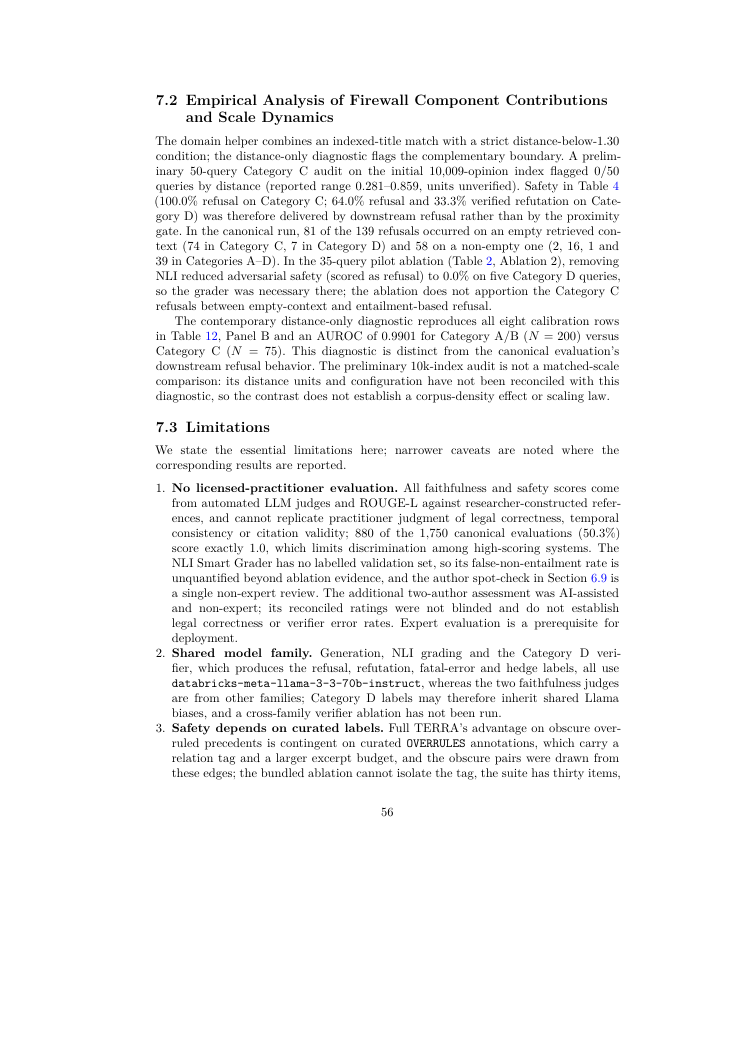 7.2 Empirical Analysis of Firewall Component Contributions
and Scale Dynamics
The domain helper combines an indexed-title match with a strict distance-below-1.30
condition; the distance-only diagnostic flags the complementary boundary. A prelim-
inary 50-query Category C audit on the initial 10,009-opinion index flagged 0/50
queries by distance (reported range 0.281–0.859, units unverified). Safety in Table 4
(100.0% refusal on Category C; 64.0% refusal and 33.3% verified refutation on Cate-
gory D) was therefore delivered by downstream refusal rather than by the proximity
gate. In the canonical run, 81 of the 139 refusals occurred on an empty retrieved con-
text (74 in Category C, 7 in Category D) and 58 on a non-empty one (2, 16, 1 and
39 in Categories A–D). In the 35-query pilot ablation (Table 2, Ablation 2), removing
NLI reduced adversarial safety (scored as refusal) to 0.0% on five Category D queries,
so the grader was necessary there; the ablation does not apportion the Category C
refusals between empty-context and entailment-based refusal.
The contemporary distance-only diagnostic reproduces all eight calibration rows
in Table 12, Panel B and an AUROC of 0.9901 for Category A/B (N = 200) versus
Category C (N = 75). This diagnostic is distinct from the canonical evaluation's
downstream refusal behavior. The preliminary 10k-index audit is not a matched-scale
comparison: its distance units and configuration have not been reconciled with this
diagnostic, so the contrast does not establish a corpus-density effect or scaling law.
7.3 Limitations
We state the essential limitations here; narrower caveats are noted where the
corresponding results are reported.
1. No licensed-practitioner evaluation. All faithfulness and safety scores come
from automated LLM judges and ROUGE-L against researcher-constructed refer-
ences, and cannot replicate practitioner judgment of legal correctness, temporal
consistency or citation validity; 880 of the 1,750 canonical evaluations (50.3%)
score exactly 1.0, which limits discrimination among high-scoring systems. The
NLI Smart Grader has no labelled validation set, so its false-non-entailment rate is
unquantified beyond ablation evidence, and the author spot-check in Section 6.9 is
a single non-expert review. The additional two-author assessment was AI-assisted
and non-expert; its reconciled ratings were not blinded and do not establish
legal correctness or verifier error rates. Expert evaluation is a prerequisite for
deployment.
2. Shared model family. Generation, NLI grading and the Category D veri-
fier, which produces the refusal, refutation, fatal-error and hedge labels, all use
databricks-meta-llama-3-3-70b-instruct, whereas the two faithfulness judges
are from other families; Category D labels may therefore inherit shared Llama
biases, and a cross-family verifier ablation has not been run.
3. Safety depends on curated labels. Full TERRA's advantage on obscure over-
ruled precedents is contingent on curated OVERRULES annotations, which carry a
relation tag and a larger excerpt budget, and the obscure pairs were drawn from
these edges; the bundled ablation cannot isolate the tag, the suite has thirty items,
56